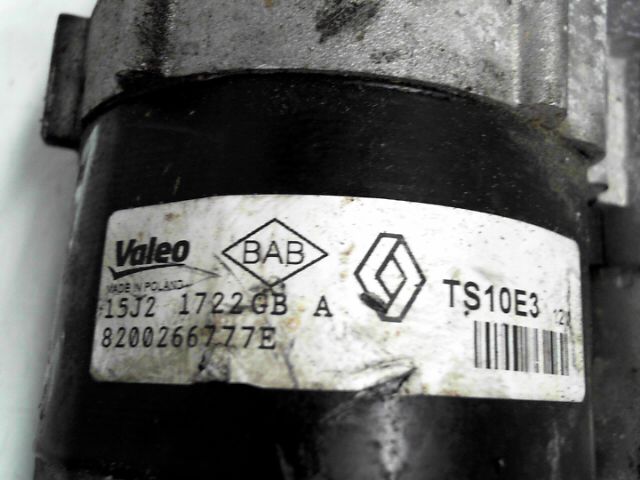 Valeo
MADE IN POLAND
BAB
15J2 1722GB A
8200266777E
TS10E3